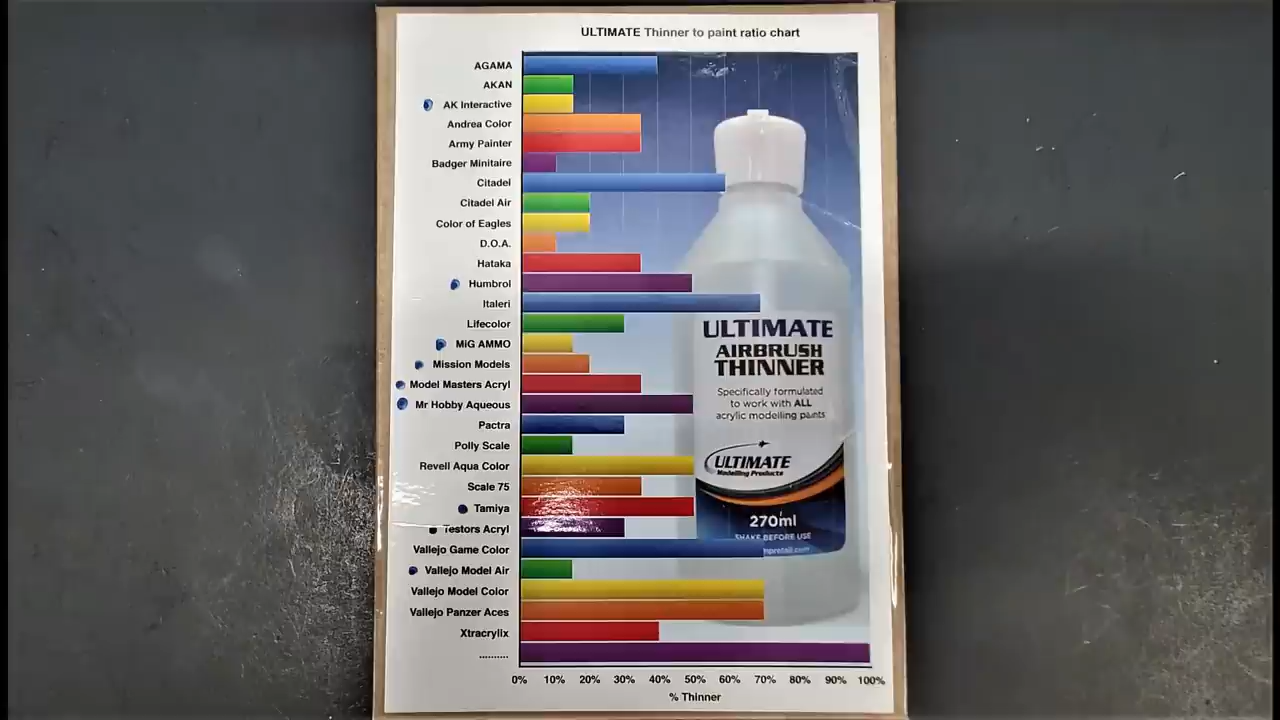 ULTIMATE Thinner to paint ratio chart
AGAMA
AKAN
AK Interactive
Andrea Color
Army Painter
Badger Minitaire
Citadel
Citadel Air
Color of Eagles
D.O.A.
Hataka
Humbrol
Italeri
Lifecolor
MiG AMMO
Mission Models
Model Masters Acryl
Mr Hobby Aqueous
Pactra
Polly Scale
Revell Aqua Color
Scale 75
Tamiya
Testors Acryl
Vallejo Game Color
Vallejo Model Air
Vallejo Model Color
Vallejo Panzer Aces
Xtracrylix
..........
0% 10% 20% 30% 40% 50% 60% 70% 80% 90% 100%
% Thinner
ULTIMATE
AIRBRUSH
THINNER
Specifically formulated
to work with ALL
acrylic modelling paints
ULTIMATE
Modelling Products
270ml
SHAKE BEFORE USE